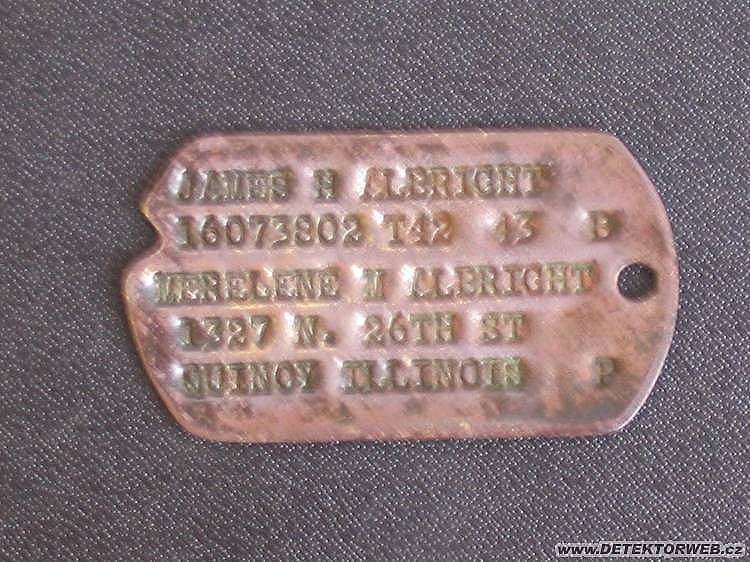 JAMES H ALBRIGHT
16073802 T42 43 B
MERELENE M ALBRIGHT
1327 N. 26TH ST
QUINCY ILLINOIS P
www.DETEKTORWEB.cz